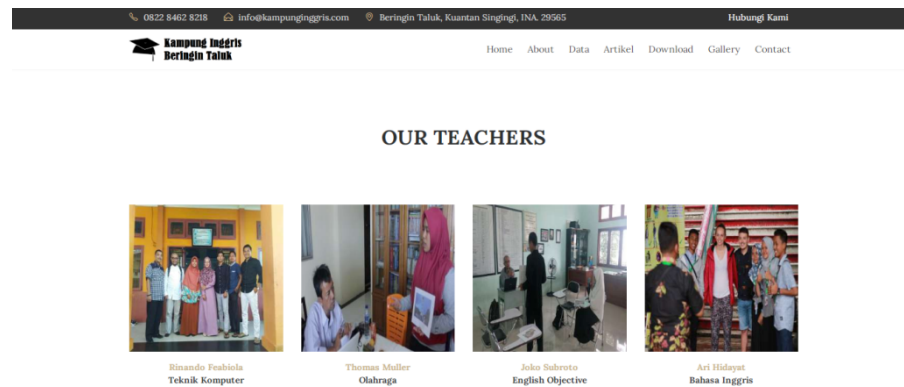 0822 8462 8218 info@kampunginggris.com Beringin Taluk, Kuantan Singingi, INA. 29565 Hubungi Kami
Kampung Inggris
Beringin Taluk
Home About Data Artikel Download Gallery Contact
OUR TEACHERS
Rinando Feabiola
Teknik Komputer
Thomas Muller
Olahraga
Joko Subroto
English Objective
Ari Hidayat
Bahasa Inggris